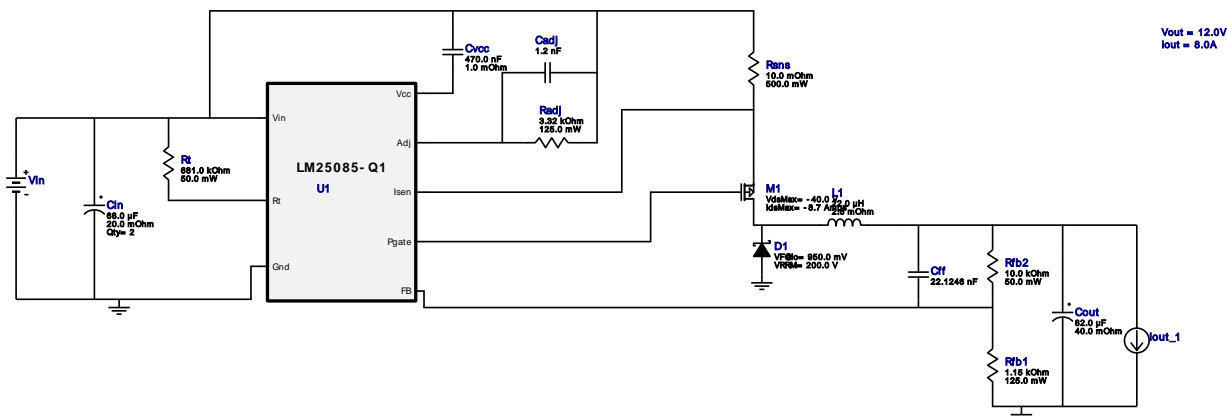 Vout = 12.0V
Iout = 8.0A
Cvcc
470.0 nF
1.0 mOhm
Cadj
1.2 nF
Rsns
10.0 mOhm
500.0 mW
Vcc
Vin
Radj
3.32 kOhm
125.0 mW
Adj
Rt
681.0 kOhm
50.0 mW
LM25085-Q1
U1
Vin
Cin
68.0 µF
20.0 mOhm
Qty= 2
Rt
Isen
M1
VdsMax= -40.0
IdsMax= -8.7
L1
µH
mOhm
Pgate
D1
VRRM= 200.0 V
= 950.0 mV
Gnd
FB
Cff
22.1246 nF
Rfb2
10.0 kOhm
50.0 mW
Cout
82.0 µF
40.0 mOhm
Iout_1
Rfb1
1.15 kOhm
125.0 mW